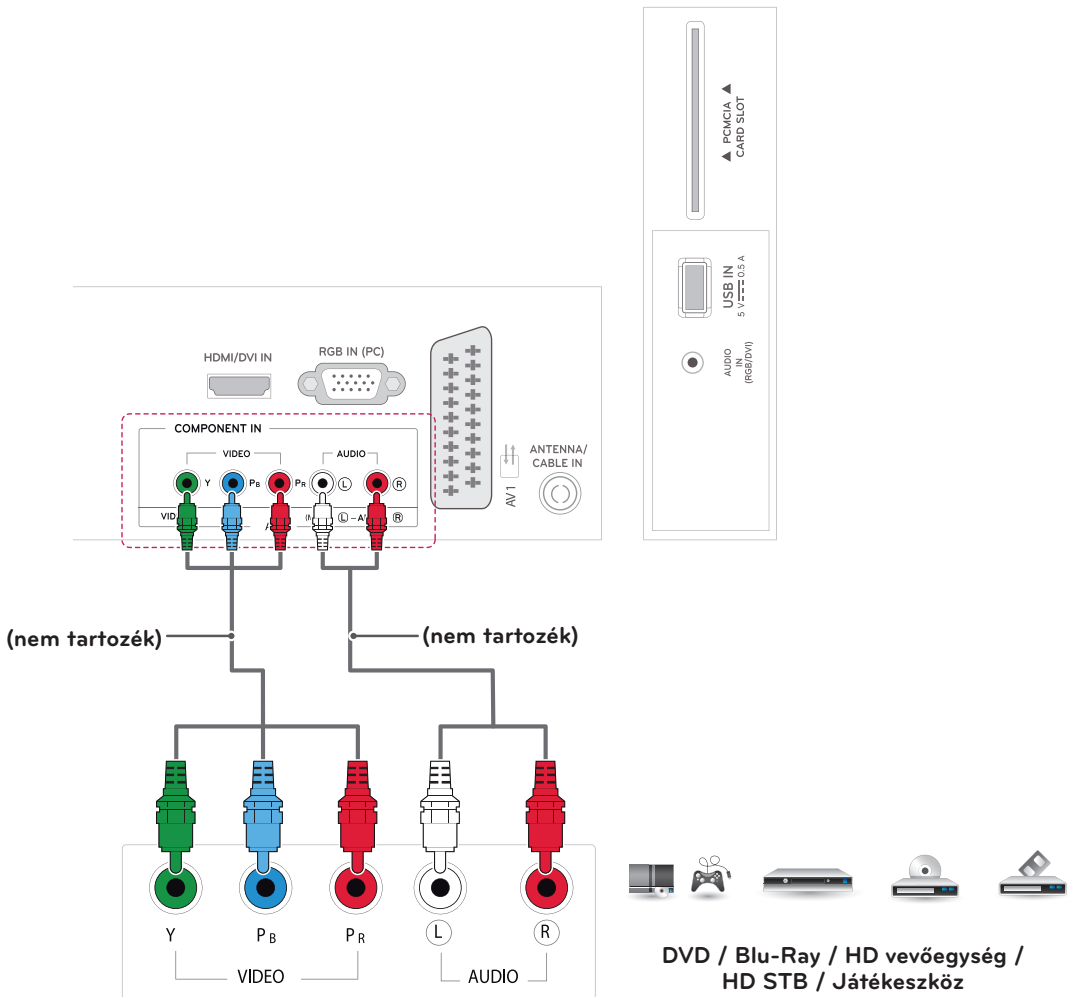 ▲ PCMCIA ▲
CARD SLOT
USB IN
5 V 0.5 A
AUDIO
IN
(RGB/DVI)
HDMI/DVI IN
RGB IN (PC)
COMPONENT IN
VIDEO
AUDIO
Y
PB
PR
L
R
L
R
AV1
ANTENNA/
CABLE IN
(nem tartozék)
(nem tartozék)
Y
PB
PR
L
R
VIDEO
AUDIO
DVD / Blu-Ray / HD vevőegység /
HD STB / Játékeszköz